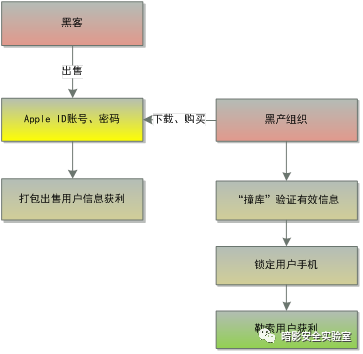 黑客
出售
Apple ID账号、密码
下载、购买
黑产组织
打包出售用户信息获利
“撞库”验证有效信息
锁定用户手机
勒索用户获利
暗影安全实验室